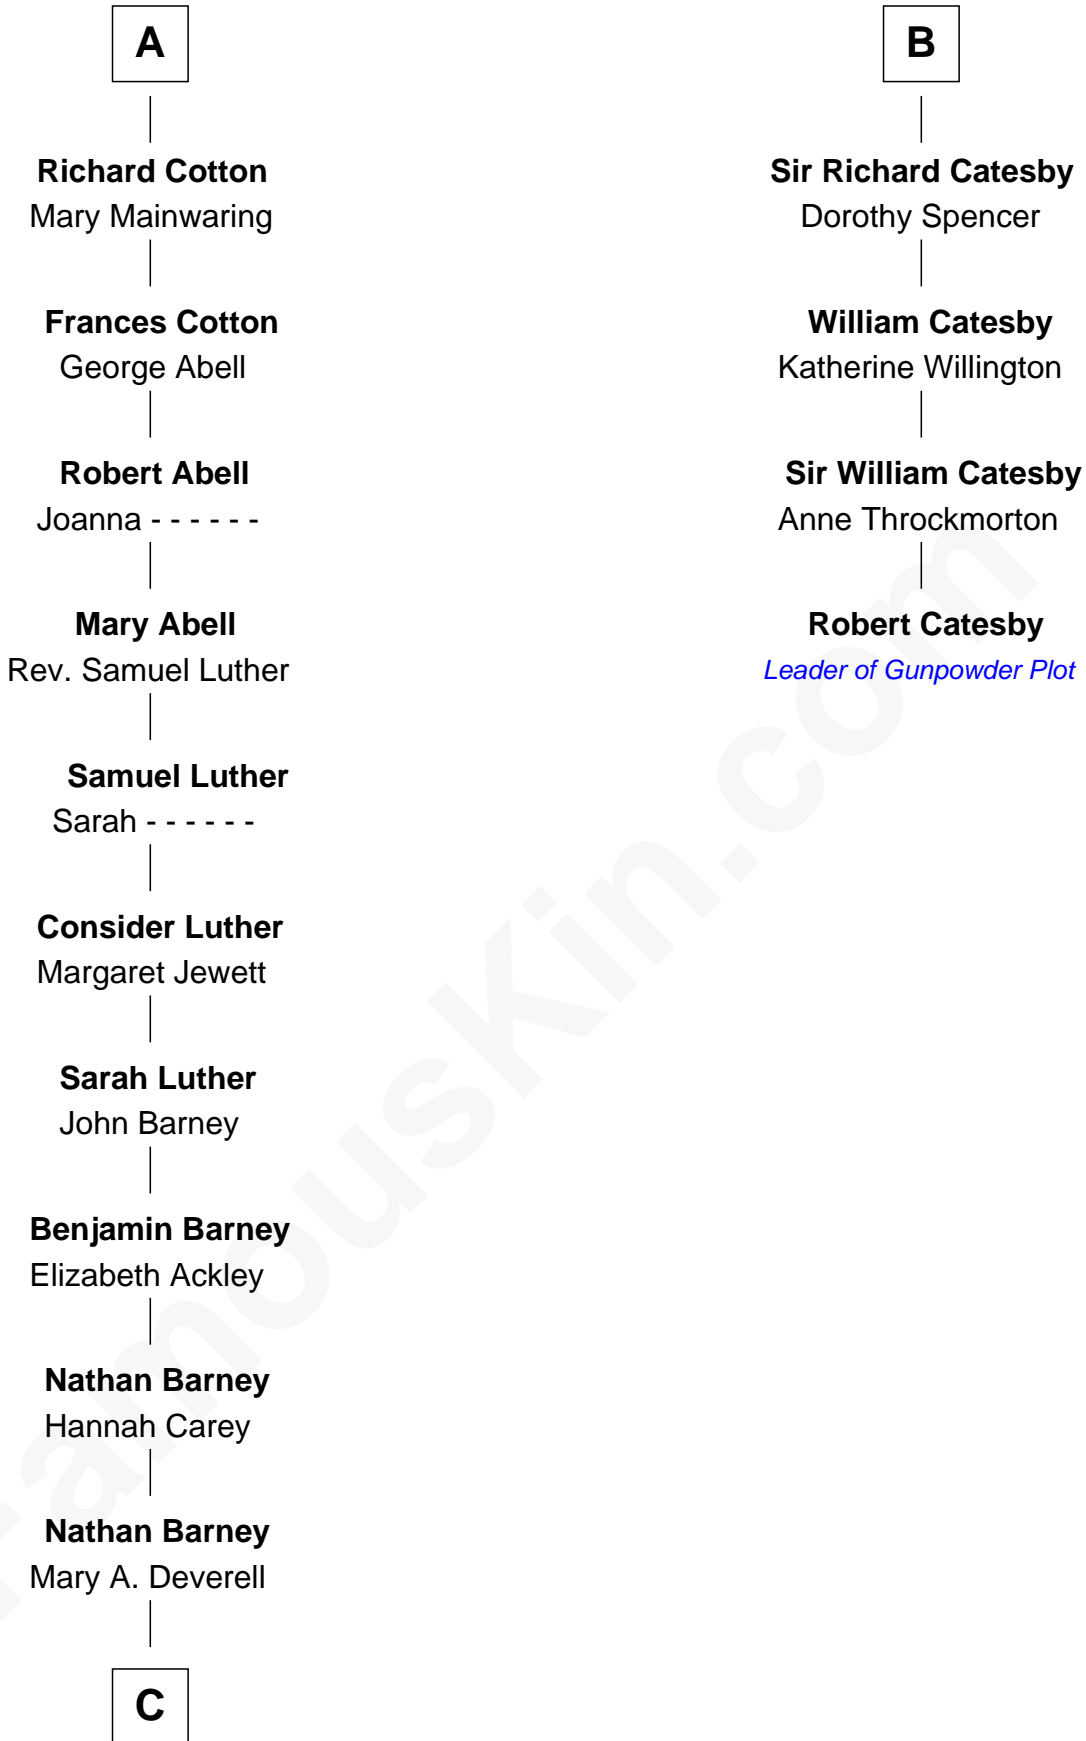 A
Richard Cotton
Mary Mainwaring
Frances Cotton
George Abell
Robert Abell
Joanna - - - - - -
Mary Abell
Rev. Samuel Luther
Samuel Luther
Sarah - - - - - -
Consider Luther
Margaret Jewett
Sarah Luther
John Barney
Benjamin Barney
Elizabeth Ackley
Nathan Barney
Hannah Carey
Nathan Barney
Mary A. Deverell
C
B
Sir Richard Catesby
Dorothy Spencer
William Catesby
Katherine Willington
Sir William Catesby
Anne Throckmorton
Robert Catesby
Leader of Gunpowder Plot
FamousKin.com